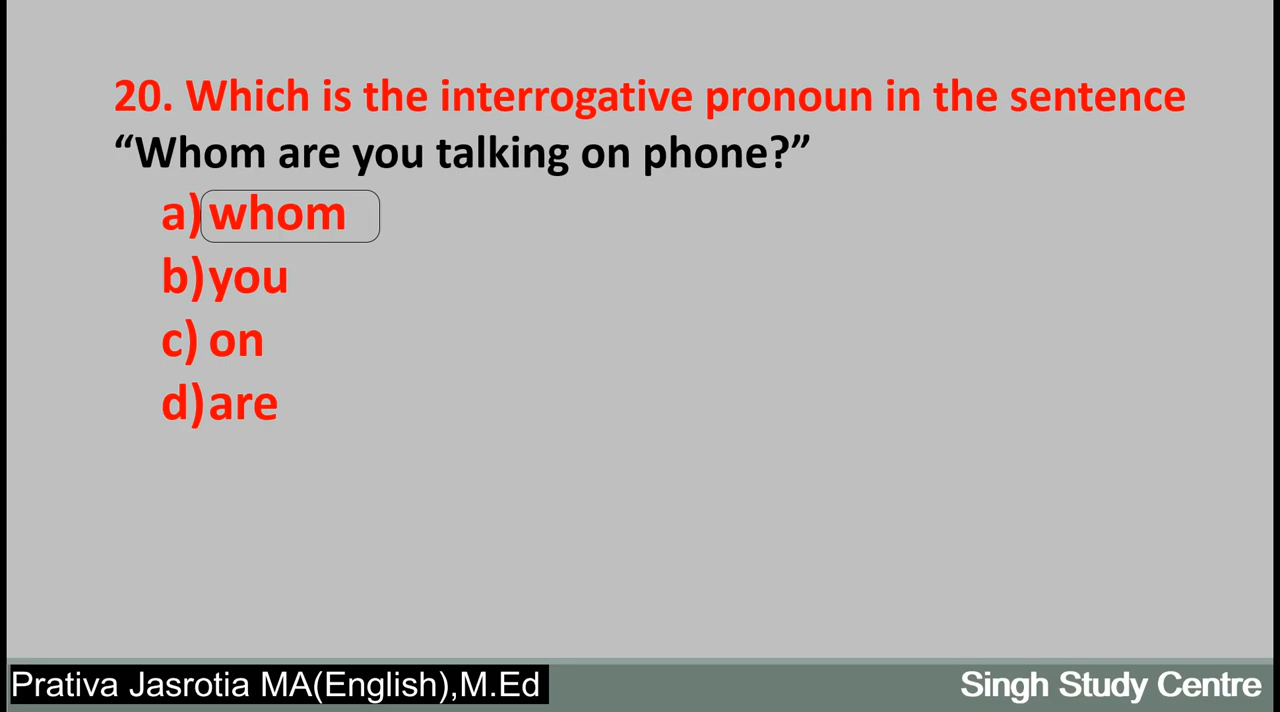 20. Which is the interrogative pronoun in the sentence
“Whom are you talking on phone?”
a) whom
b) you
c) on
d) are
Prativa Jasrotia MA(English),M.Ed
Singh Study Centre